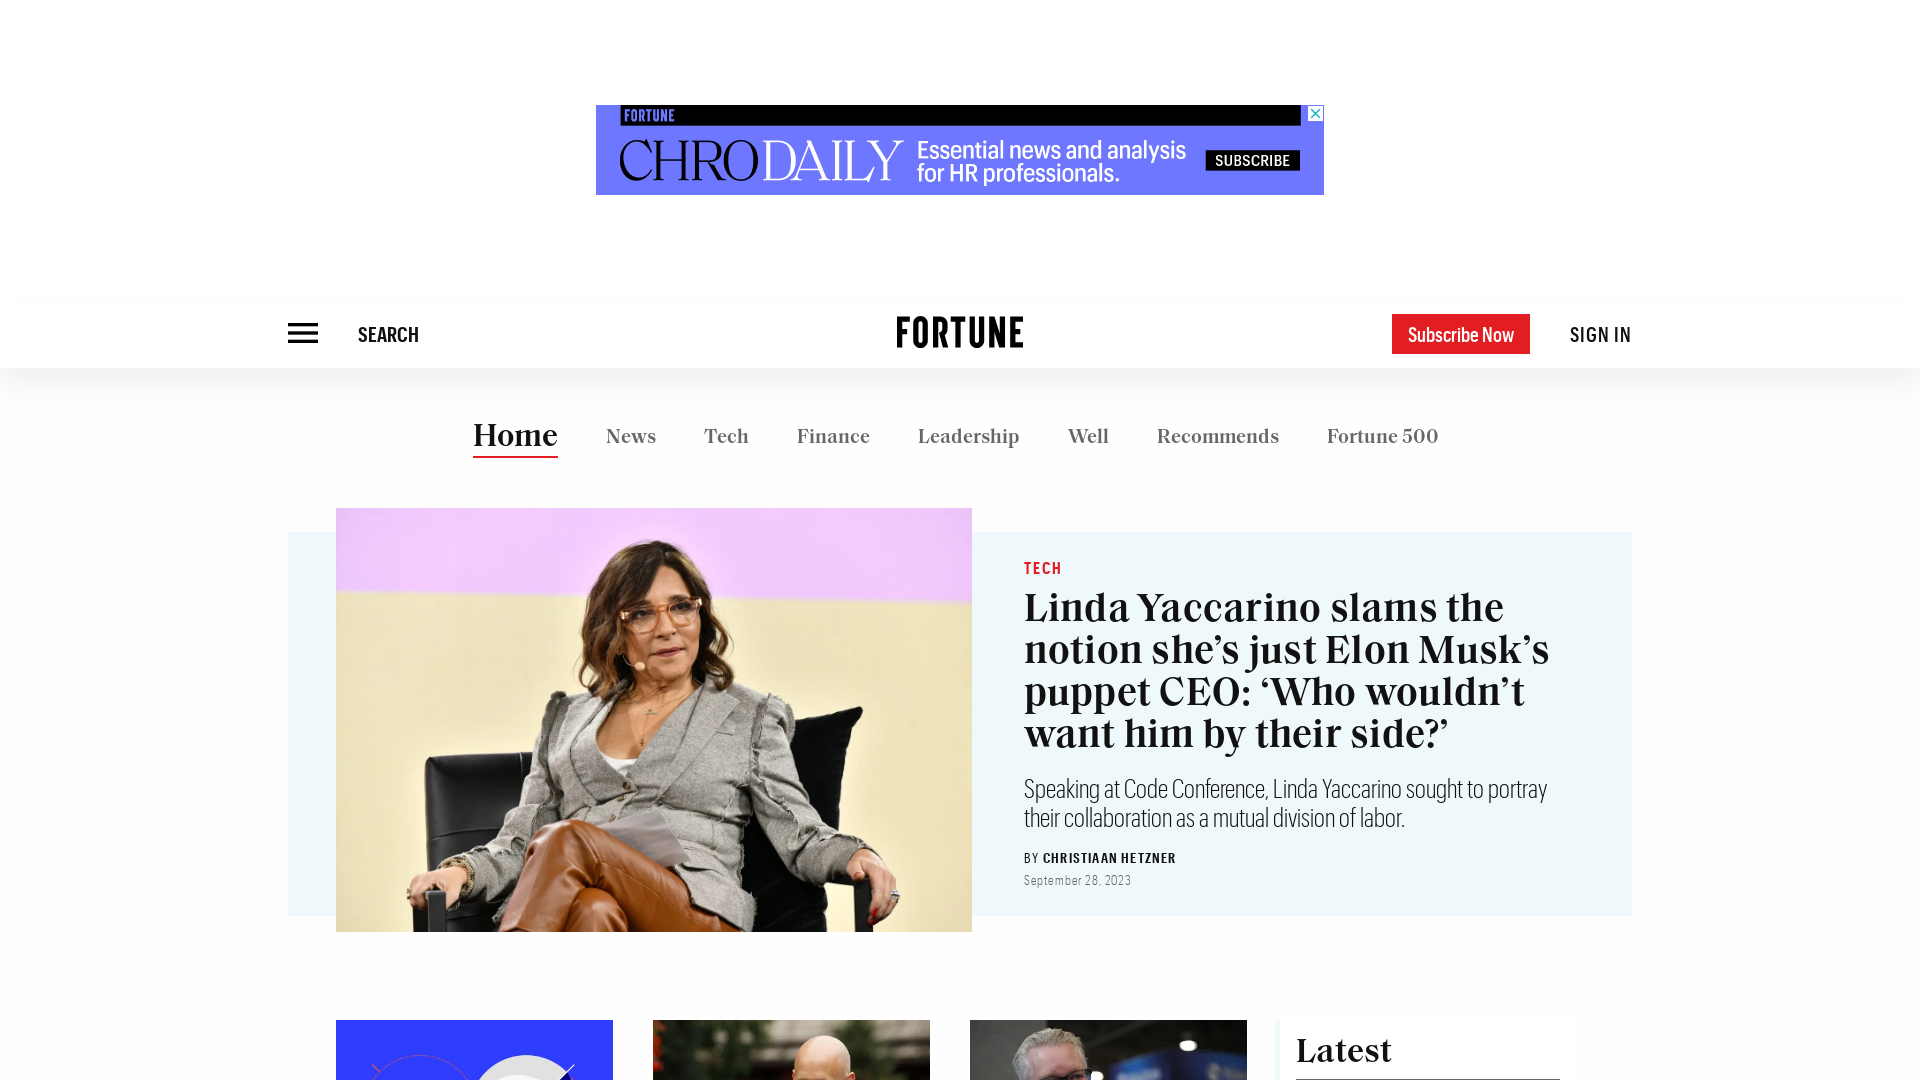 FORTUNE
CHRO DAILY
Essential news and analysis
for HR professionals.
SUBSCRIBE
SEARCH
FORTUNE
Subscribe Now
SIGN IN
Home
News
Tech
Finance
Leadership
Well
Recommends
Fortune 500
TECH
Linda Yaccarino slams the
notion she’s just Elon Musk’s
puppet CEO: ‘Who wouldn’t
want him by their side?’
Speaking at Code Conference, Linda Yaccarino sought to portray
their collaboration as a mutual division of labor.
BY CHRISTIAAN HETZNER
September 28, 2023
Latest